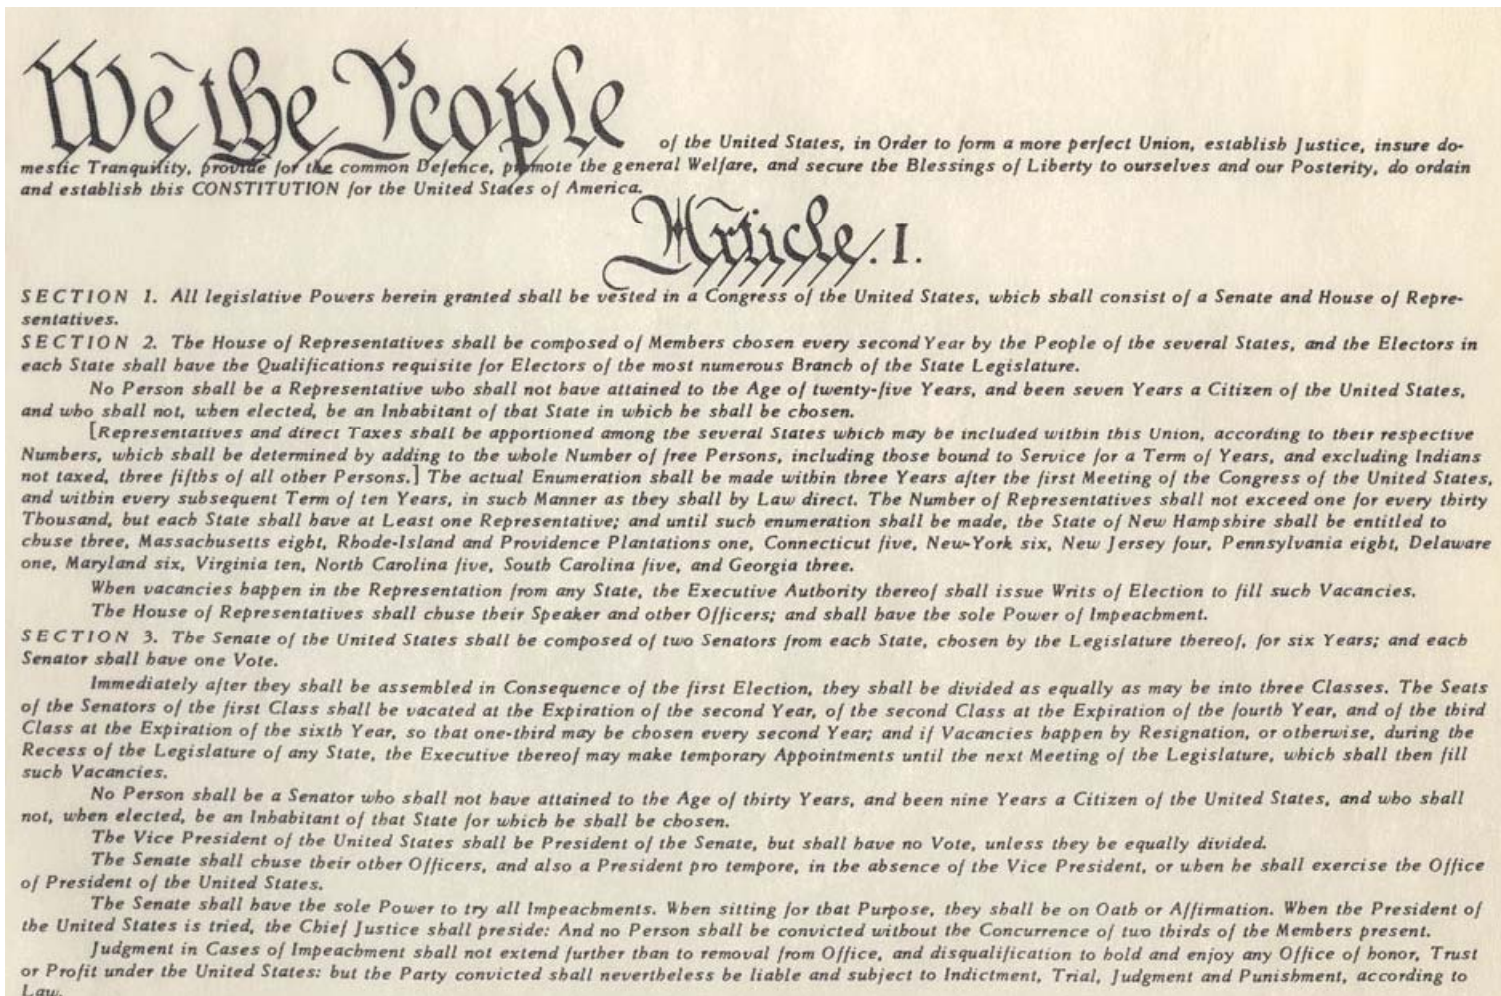 We the People
of the United States, in Order to form a more perfect Union, establish Justice, insure do-
mestic Tranquility, provide for the common Defence, promote the general Welfare, and secure the Blessings of Liberty to ourselves and our Posterity, do ordain
and establish this CONSTITUTION for the United States of America.
Article. I.
SECTION 1. All legislative Powers herein granted shall be vested in a Congress of the United States, which shall consist of a Senate and House of Repre-
sentatives.
SECTION 2. The House of Representatives shall be composed of Members chosen every second Year by the People of the several States, and the Electors in
each State shall have the Qualifications requisite for Electors of the most numerous Branch of the State Legislature.
No Person shall be a Representative who shall not have attained to the Age of twenty-five Years, and been seven Years a Citizen of the United States,
and who shall not, when elected, be an Inhabitant of that State in which he shall be chosen.
[Representatives and direct Taxes shall be apportioned among the several States which may be included within this Union, according to their respective
Numbers, which shall be determined by adding to the whole Number of free Persons, including those bound to Service for a Term of Years, and excluding Indians
not taxed, three fifths of all other Persons.] The actual Enumeration shall be made within three Years after the first Meeting of the Congress of the United States,
and within every subsequent Term of ten Years, in such Manner as they shall by Law direct. The Number of Representatives shall not exceed one for every thirty
Thousand, but each State shall have at Least one Representative; and until such enumeration shall be made, the State of New Hampshire shall be entitled to
chuse three, Massachusetts eight, Rhode-Island and Providence Plantations one, Connecticut five, New-York six, New Jersey four, Pennsylvania eight, Delaware
one, Maryland six, Virginia ten, North Carolina five, South Carolina five, and Georgia three.
When vacancies happen in the Representation from any State, the Executive Authority thereof shall issue Writs of Election to fill such Vacancies.
The House of Representatives shall chuse their Speaker and other Officers; and shall have the sole Power of Impeachment.
SECTION 3. The Senate of the United States shall be composed of two Senators from each State, chosen by the Legislature thereof, for six Years; and each
Senator shall have one Vote.
Immediately after they shall be assembled in Consequence of the first Election, they shall be divided as equally as may be into three Classes. The Seats
of the Senators of the first Class shall be vacated at the Expiration of the second Year, of the second Class at the Expiration of the fourth Year, and of the third
Class at the Expiration of the sixth Year, so that one-third may be chosen every second Year; and if Vacancies happen by Resignation, or otherwise, during the
Recess of the Legislature of any State, the Executive thereof may make temporary Appointments until the next Meeting of the Legislature, which shall then fill
such Vacancies.
No Person shall be a Senator who shall not have attained to the Age of thirty Years, and been nine Years a Citizen of the United States, and who shall
not, when elected, be an Inhabitant of that State for which he shall be chosen.
The Vice President of the United States shall be President of the Senate, but shall have no Vote, unless they be equally divided.
The Senate shall chuse their other Officers, and also a President pro tempore, in the absence of the Vice President, or when he shall exercise the Office
of President of the United States.
The Senate shall have the sole Power to try all Impeachments. When sitting for that Purpose, they shall be on Oath or Affirmation. When the President of
the United States is tried, the Chief Justice shall preside: And no Person shall be convicted without the Concurrence of two thirds of the Members present.
Judgment in Cases of Impeachment shall not extend further than to removal from Office, and disqualification to hold and enjoy any Office of honor, Trust
or Profit under the United States: but the Party convicted shall nevertheless be liable and subject to Indictment, Trial, Judgment and Punishment, according to
Law.